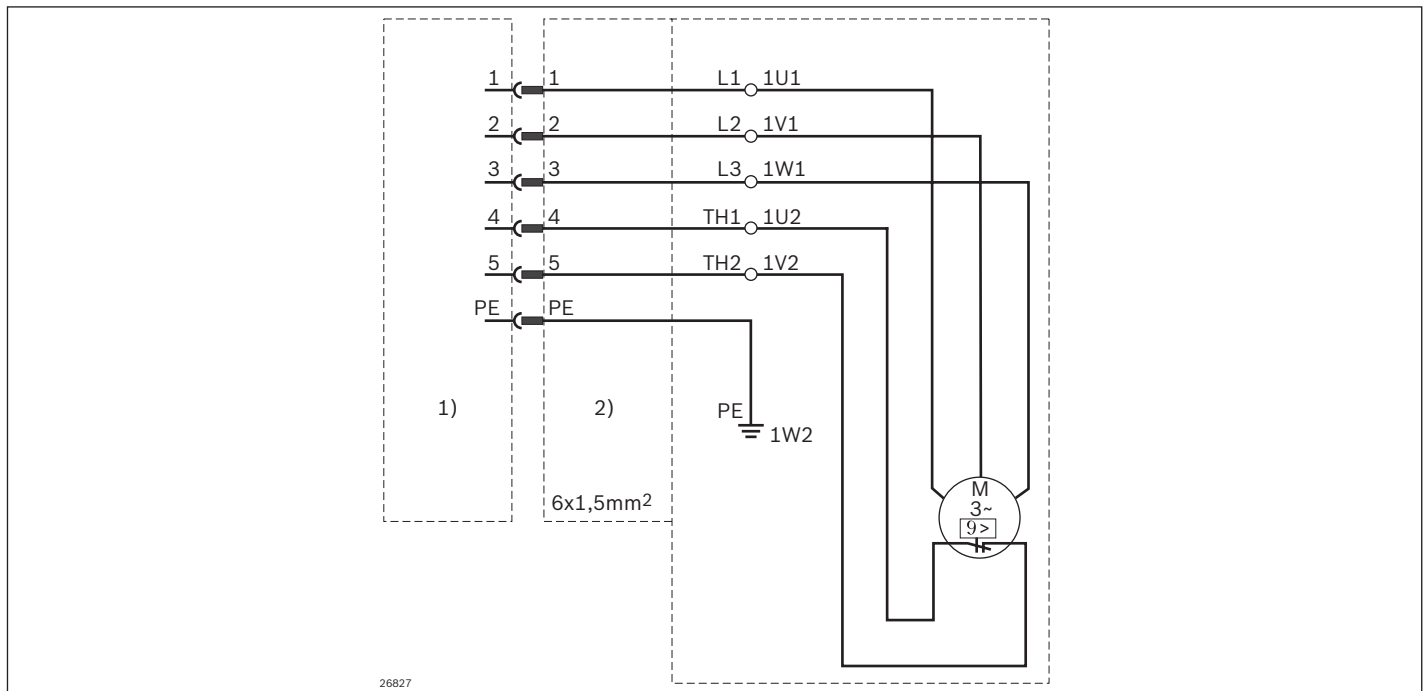 1 1 L1 1U1
2 2 L2 1V1
3 3 L3 1W1
4 4 TH1 1U2
5 5 TH2 1V2
PE PE
1) 2) PE
1W2
6x1,5mm²
M
3~
9>
26827